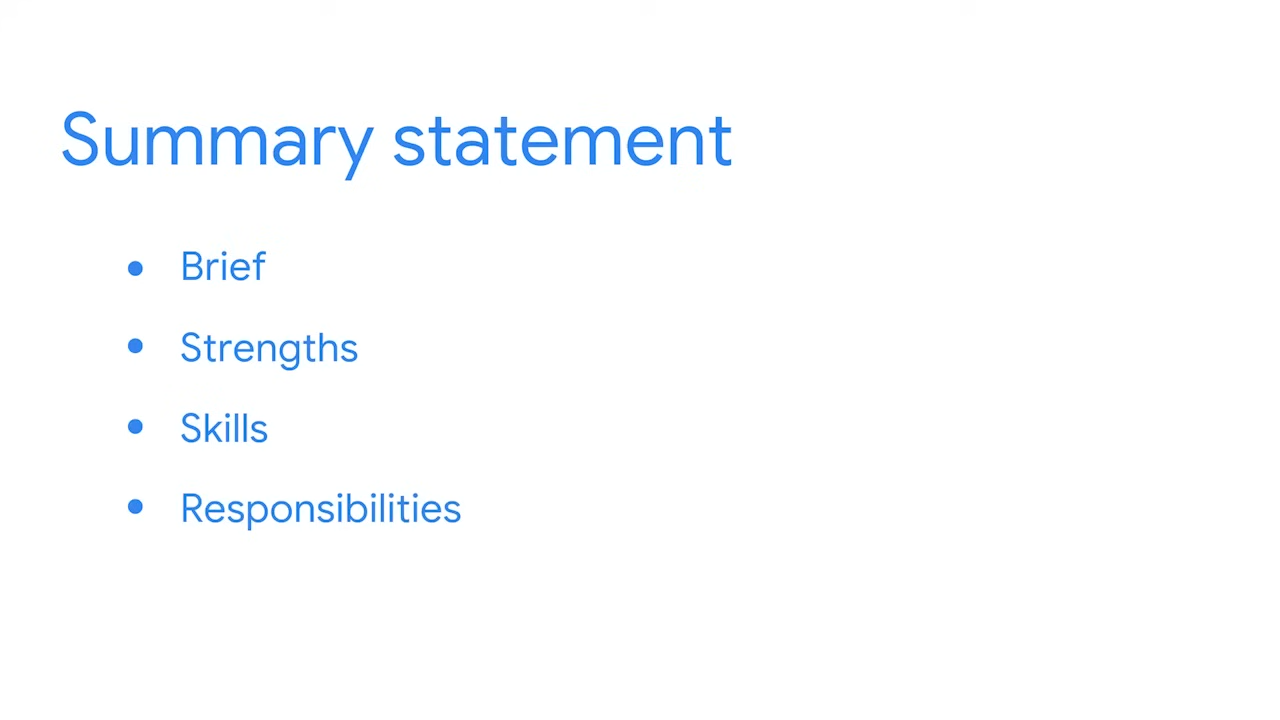 Summary statement
• Brief
• Strengths
• Skills
• Responsibilities